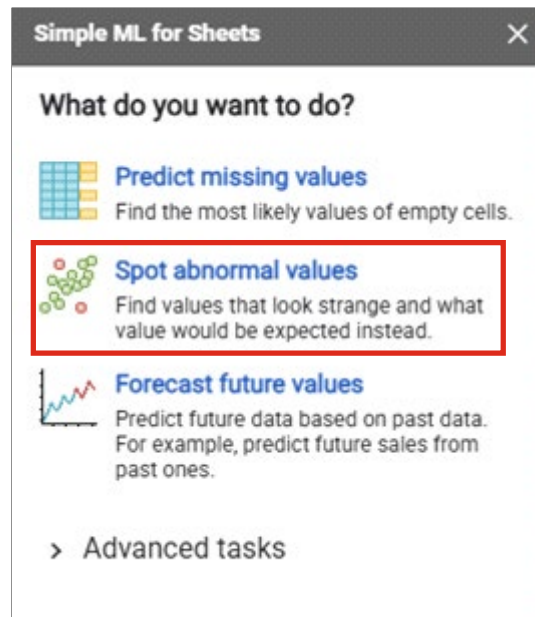 Simple ML for Sheets
What do you want to do?
Predict missing values
Find the most likely values of empty cells.
Spot abnormal values
Find values that look strange and what
value would be expected instead.
Forecast future values
Predict future data based on past data.
For example, predict future sales from
past ones.
Advanced tasks